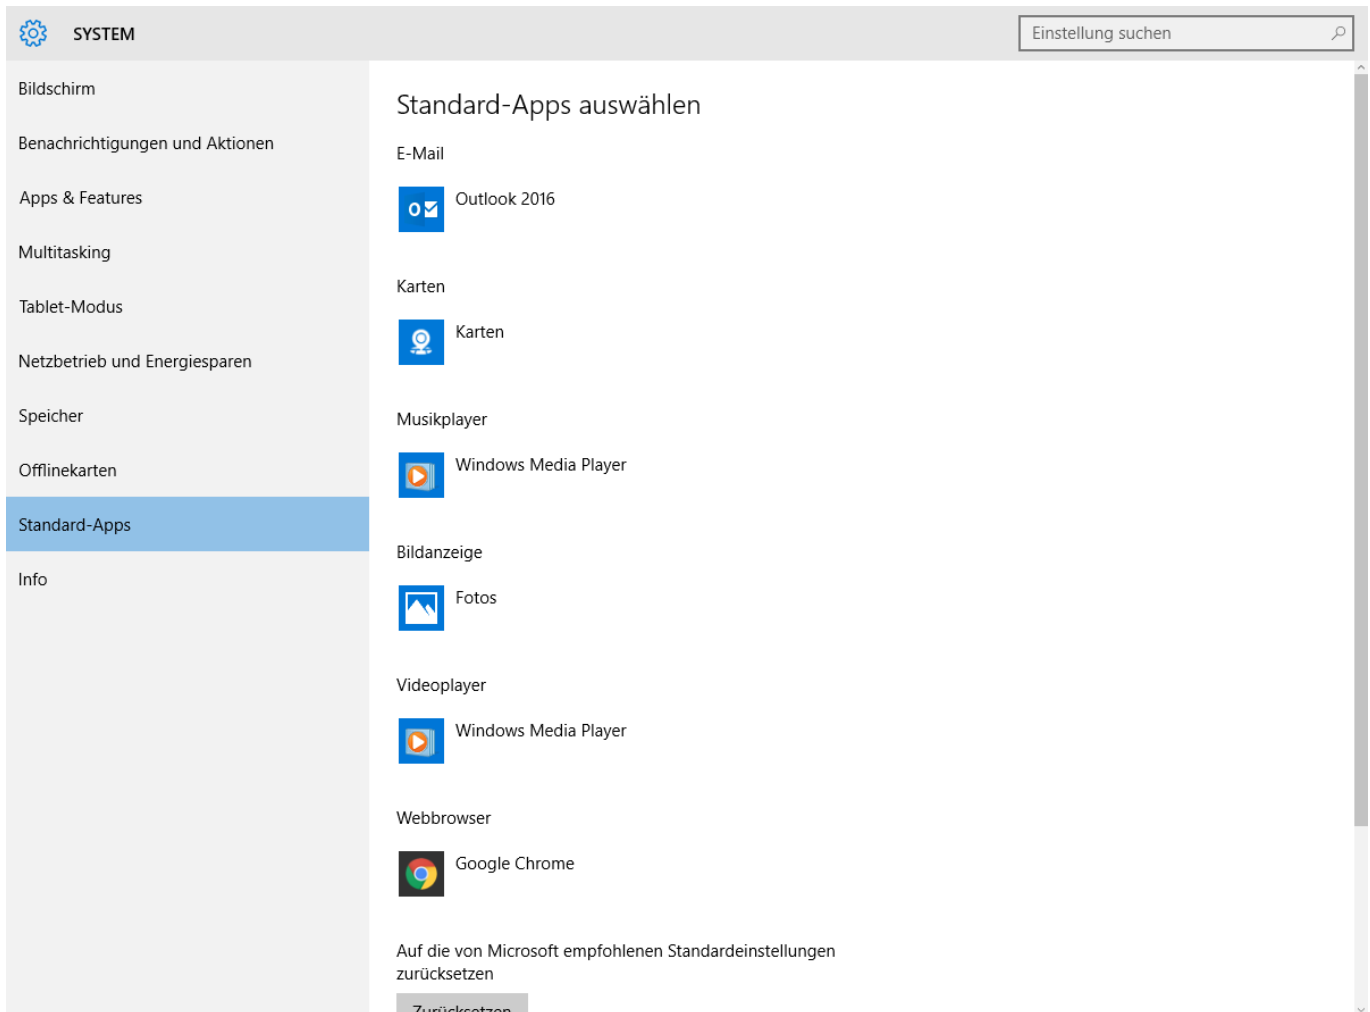 SYSTEM
Einstellung suchen
Bildschirm
Benachrichtigungen und Aktionen
Apps & Features
Multitasking
Tablet-Modus
Netzbetrieb und Energiesparen
Speicher
Offlinekarten
Standard-Apps
Info
Standard-Apps auswählen
E-Mail
Outlook 2016
Karten
Karten
Musikplayer
Windows Media Player
Bildanzeige
Fotos
Videoplayer
Windows Media Player
Webbrowser
Google Chrome
Auf die von Microsoft empfohlenen Standardeinstellungen
zurücksetzen
Zurücksetzen